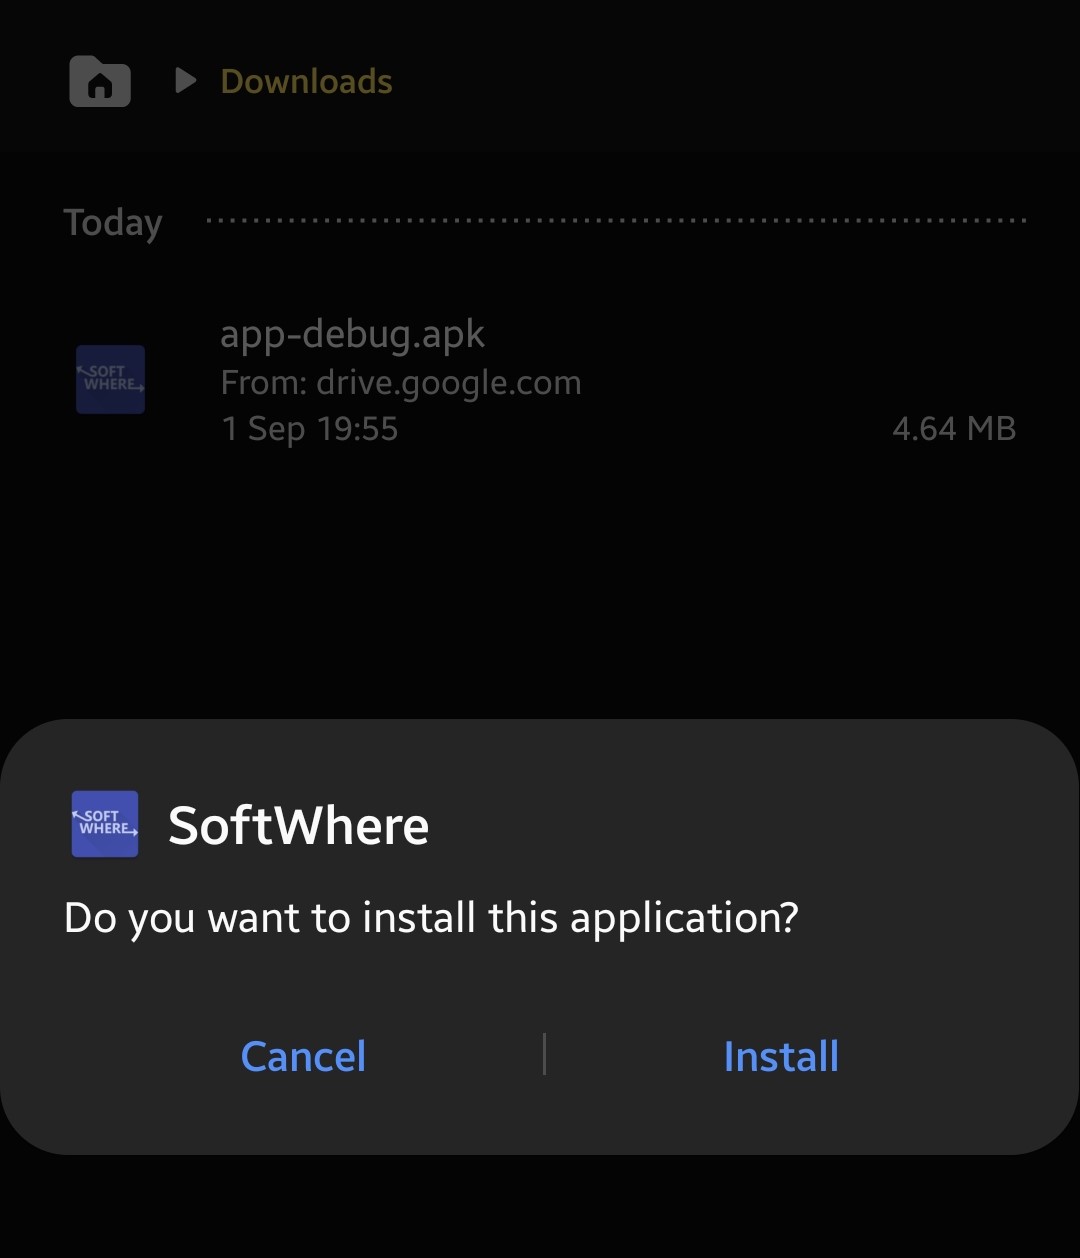 Downloads
Today
SOFT
WHERE
app-debug.apk
From: drive.google.com
1 Sep 19:55
4.64 MB
SOFT
WHERE
SoftWhere
Do you want to install this application?
Cancel
Install